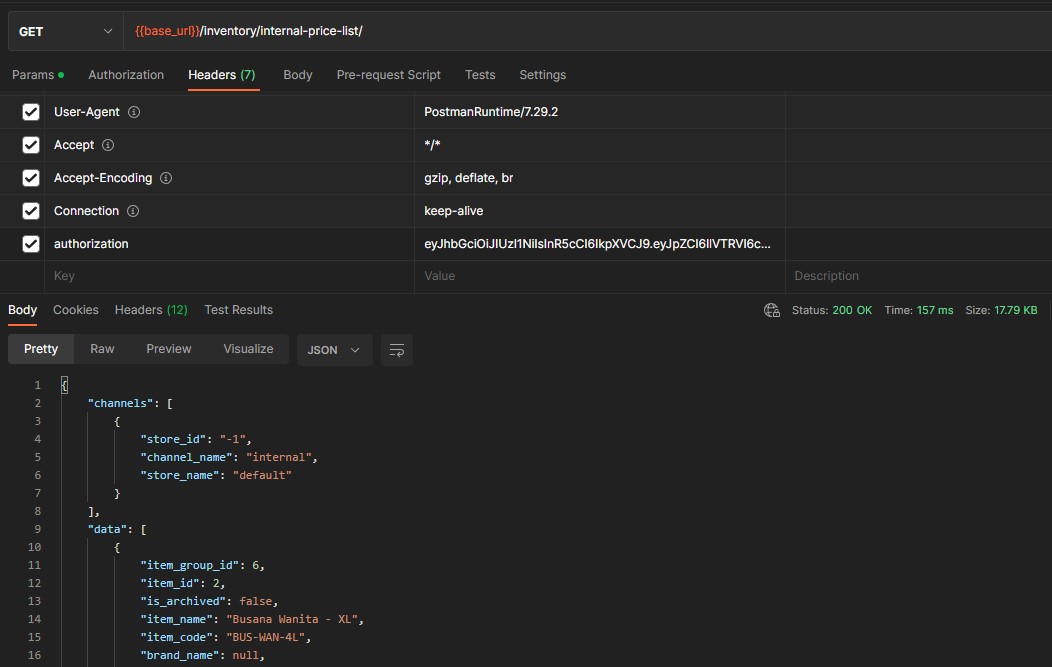 GET {{base_url}}/inventory/internal-price-list/
Params Authorization Headers (7) Body Pre-request Script Tests Settings
User-Agent PostmanRuntime/7.29.2
Accept */*
Accept-Encoding gzip, deflate, br
Connection keep-alive
authorization eyJhbGciOiJIUzI1NiIsInR5cCI6IkpXVCJ9.eyJpZCI6IlVTRVI6c...
Key Value Description
Body Cookies Headers (12) Test Results Status: 200 OK Time: 157 ms Size: 17.79 KB
Pretty Raw Preview Visualize JSON
1 {
2 "channels": [
3 {
4 "store_id": "-1",
5 "channel_name": "internal",
6 "store_name": "default"
7 }
8 ],
9 "data": [
10 {
11 "item_group_id": 6,
12 "item_id": 2,
13 "is_archived": false,
14 "item_name": "Busana Wanita - XL",
15 "item_code": "BUS-WAN-4L",
16 "brand_name": null,